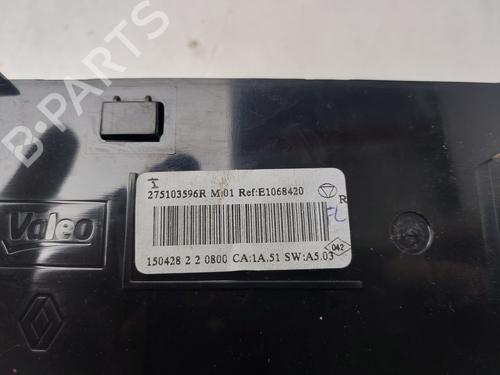 B-PARTS
275103596R M:01 Ref:E1068420
R
FL
Valeo
150428 2 2 0800 CA:1A.51 SW:A5.03
042